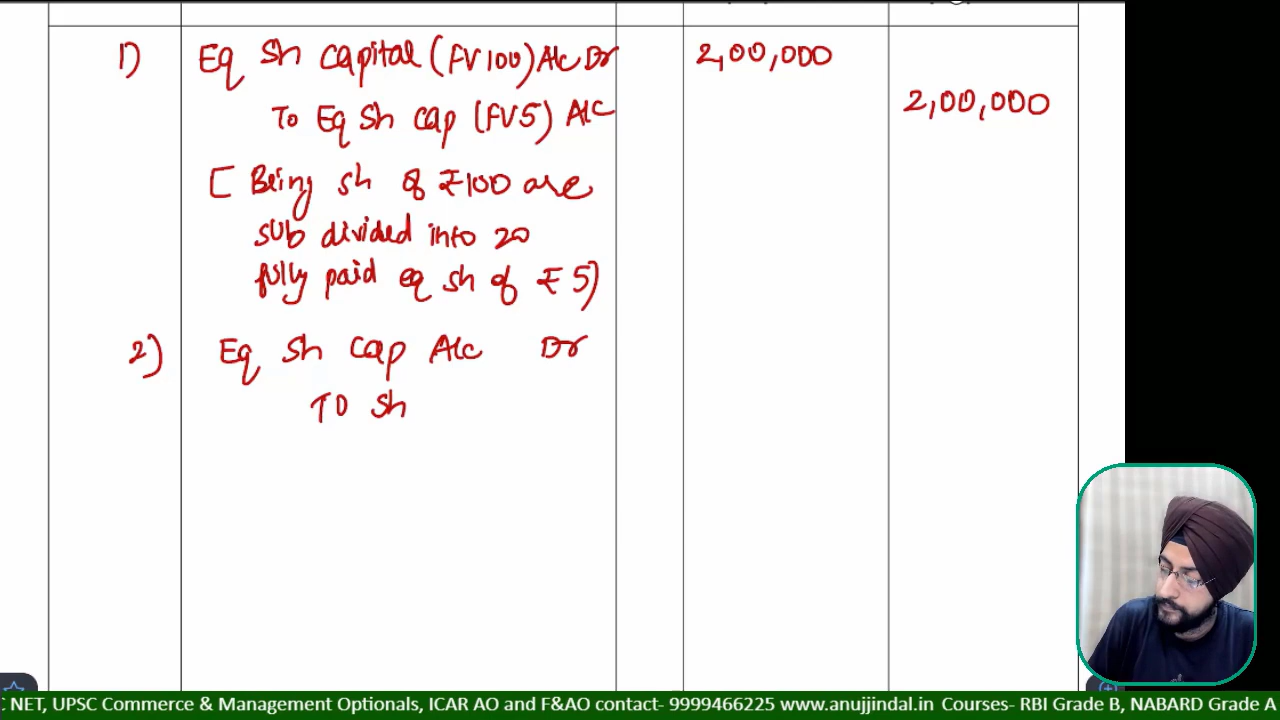 1) Eq Sh Capital (FV 100) A/c Dr 2,00,000
To Eq Sh Cap (FV5) A/c 2,00,000
[ Being sh of ₹100 are
sub divided into 20
fully paid eq sh of ₹ 5)
2) Eq Sh Cap A/c Dr
TO Sh
C NET, UPSC Commerce & Management Optionals, ICAR AO and F&AO contact- 9999466225 www.anujjindal.in Courses- RBI Grade B, NABARD Grade A